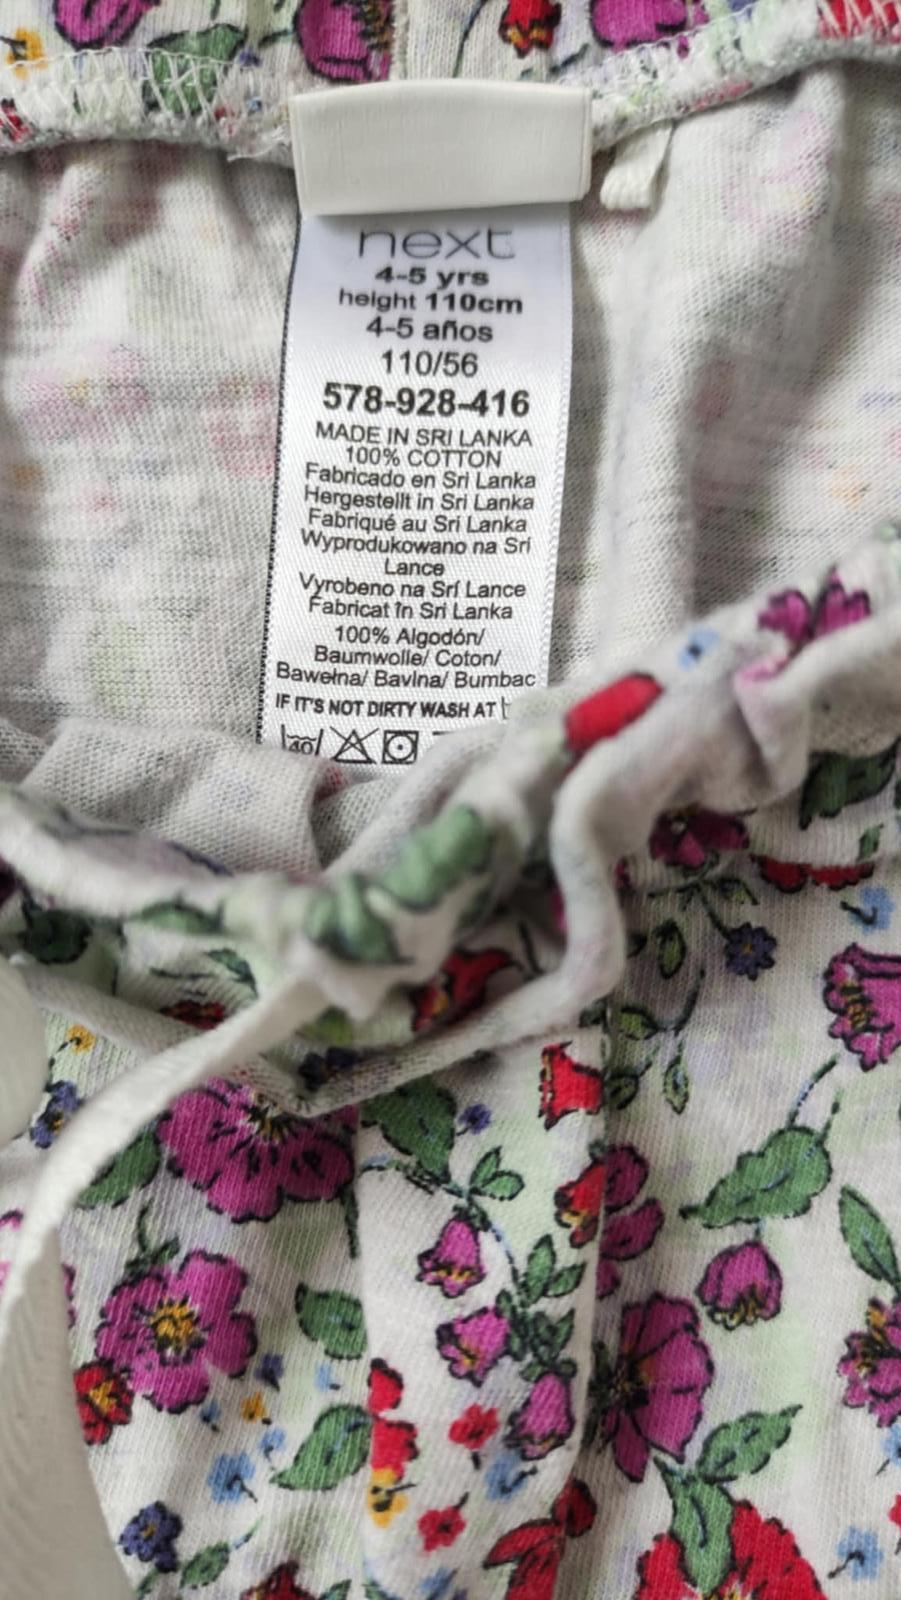 next
4-5 yrs
height 110cm
4-5 años
110/56
578-928-416
MADE IN SRI LANKA
100% COTTON
Fabricado en Sri Lanka
Hergestellt in Sri Lanka
Fabriqué au Sri Lanka
Wyprodukowano na Sri
Lance
Vyrobeno na Srí Lance
Fabricat în Sri Lanka
100% Algodón/
Baumwolle/ Coton/
Bawełna/ Bavlna/ Bumbac
IF IT'S NOT DIRTY WASH AT
40